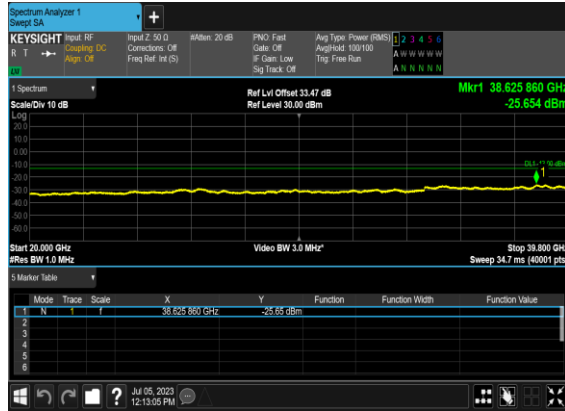 Spectrum Analyzer 1
Swept SA
+
KEYSIGHT
R T
LW
Input: RF
Coupling: DC
Align: Off
Input Z: 50 Ω
Corrections: Off
Freq Ref: Int (S)
#Atten: 20 dB
PNO: Fast
Gate: Off
IF Gain: Low
Sig Track: Off
Avg Type: Power (RMS)
Avg|Hold: 100/100
Trig: Free Run
1 2 3 4 5 6
A W W W W W
A N N N N N
1 Spectrum
Scale/Div 10 dB
Ref Lvl Offset 33.47 dB
Ref Level 30.00 dBm
Mkr1 38.625 860 GHz
-25.654 dBm
Log
20.0
10.0
0.00
-10.0
-20.0
-30.0
-40.0
-50.0
-60.0
1
Start 20.000 GHz
#Res BW 1.0 MHz
Video BW 3.0 MHz*
Stop 39.800 GHz
Sweep 34.7 ms (40001 pts)
5 Marker Table
Mode Trace Scale X Y Function Function Width Function Value
1 N 1 f 38.625 860 GHz -25.65 dBm
2
3
4
5
6
?
Jul 05, 2023
12:13:05 PM